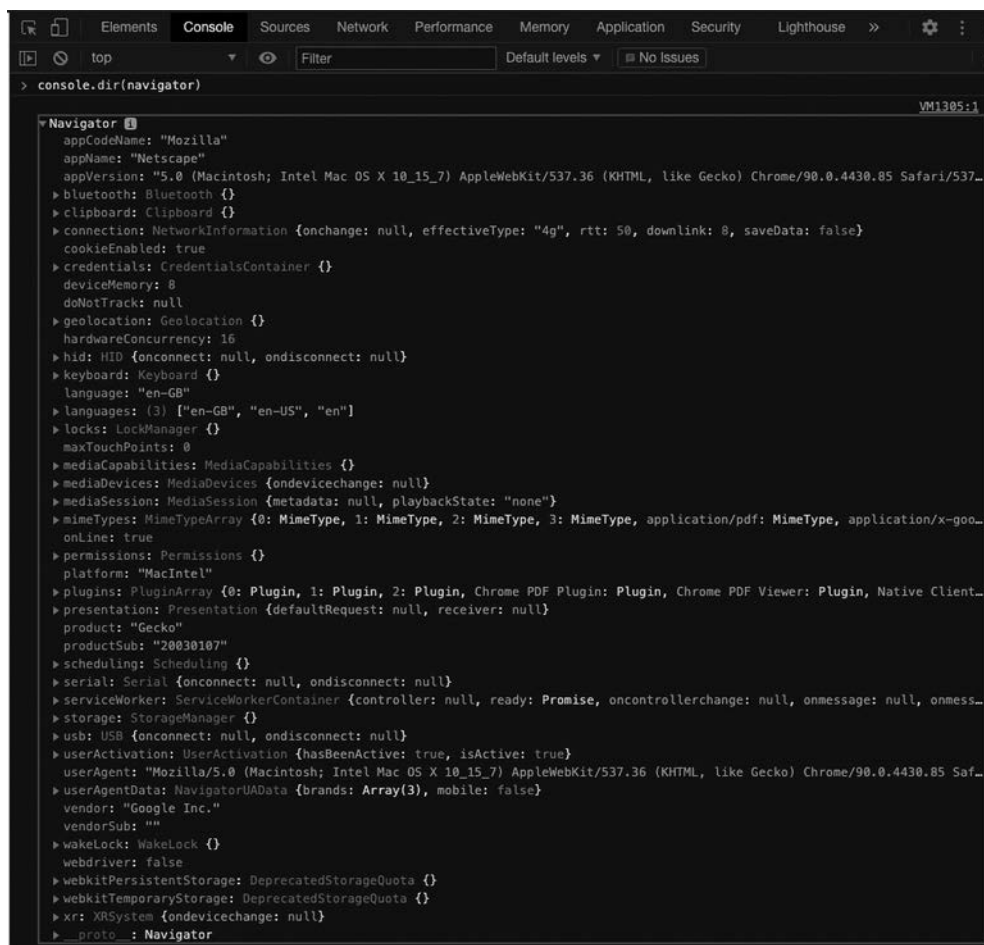 Elements Console Sources Network Performance Memory Application Security Lighthouse »
top Filter Default levels ▼ No Issues
> console.dir(navigator)
VM1305:1
▼Navigator i
appCodeName: "Mozilla"
appName: "Netscape"
appVersion: "5.0 (Macintosh; Intel Mac OS X 10_15_7) AppleWebKit/537.36 (KHTML, like Gecko) Chrome/90.0.4430.85 Safari/537…
▶bluetooth: Bluetooth {}
▶clipboard: Clipboard {}
▶connection: NetworkInformation {onchange: null, effectiveType: "4g", rtt: 50, downlink: 8, saveData: false}
cookieEnabled: true
▶credentials: CredentialsContainer {}
deviceMemory: 8
doNotTrack: null
▶geolocation: Geolocation {}
hardwareConcurrency: 16
▶hid: HID {onconnect: null, ondisconnect: null}
▶keyboard: Keyboard {}
language: "en-GB"
▶languages: (3) ["en-GB", "en-US", "en"]
▶locks: LockManager {}
maxTouchPoints: 0
▶mediaCapabilities: MediaCapabilities {}
▶mediaDevices: MediaDevices {ondevicechange: null}
▶mediaSession: MediaSession {metadata: null, playbackState: "none"}
▶mimeTypes: MimeTypeArray {0: MimeType, 1: MimeType, 2: MimeType, 3: MimeType, application/pdf: MimeType, application/x-goo…
onLine: true
▶permissions: Permissions {}
platform: "MacIntel"
▶plugins: PluginArray {0: Plugin, 1: Plugin, 2: Plugin, Chrome PDF Plugin: Plugin, Chrome PDF Viewer: Plugin, Native Client…
▶presentation: Presentation {defaultRequest: null, receiver: null}
product: "Gecko"
productSub: "20030107"
▶scheduling: Scheduling {}
▶serial: Serial {onconnect: null, ondisconnect: null}
▶serviceWorker: ServiceWorkerContainer {controller: null, ready: Promise, oncontrollerchange: null, onmessage: null, onmess…
▶storage: StorageManager {}
▶usb: USB {onconnect: null, ondisconnect: null}
▶userActivation: UserActivation {hasBeenActive: true, isActive: true}
userAgent: "Mozilla/5.0 (Macintosh; Intel Mac OS X 10_15_7) AppleWebKit/537.36 (KHTML, like Gecko) Chrome/90.0.4430.85 Saf…
▶userAgentData: NavigatorUAData {brands: Array(3), mobile: false}
vendor: "Google Inc."
vendorSub: ""
▶wakeLock: WakeLock {}
webdriver: false
▶webkitPersistentStorage: DeprecatedStorageQuota {}
▶webkitTemporaryStorage: DeprecatedStorageQuota {}
▶xr: XRSystem {ondevicechange: null}
▶__proto__: Navigator